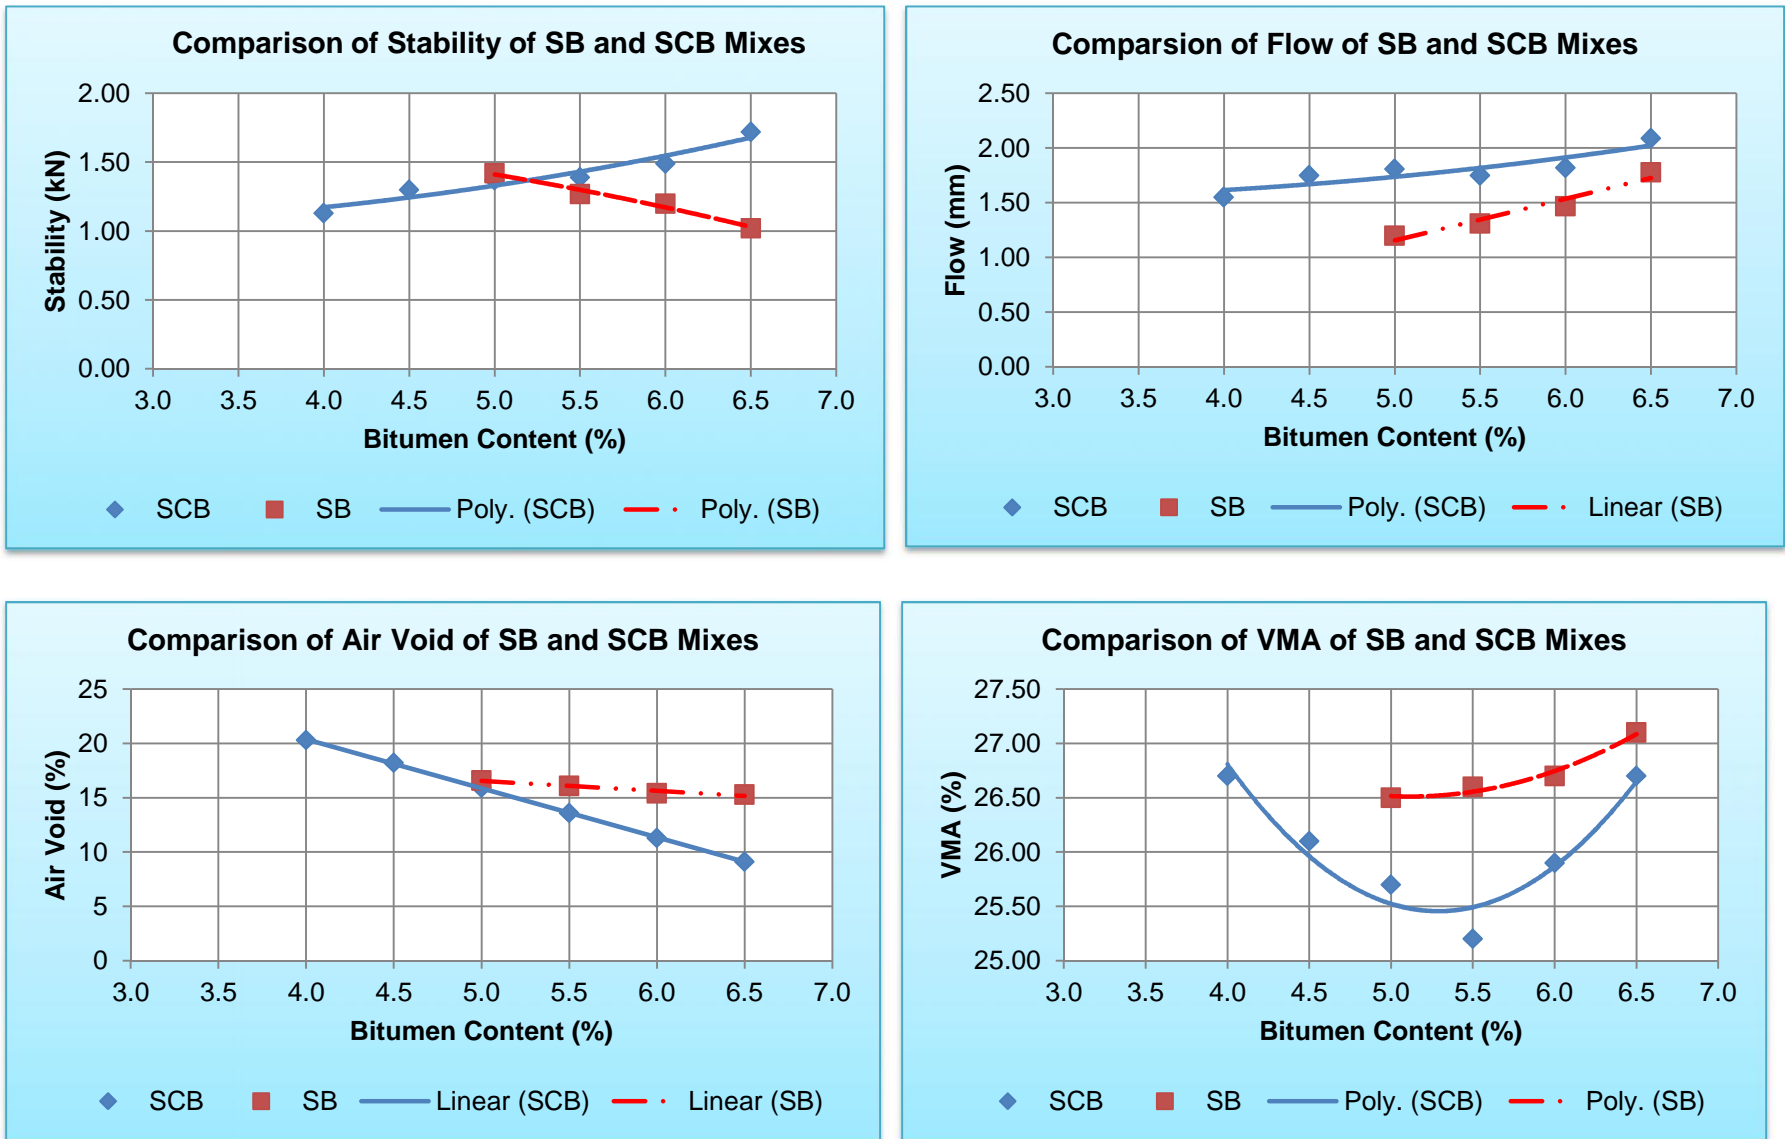 Comparison of Stability of SB and SCB Mixes
2.00
1.50
1.00
0.50
0.00
Stability (kN)
3.0 3.5 4.0 4.5 5.0 5.5 6.0 6.5 7.0
Bitumen Content (%)
SCB SB Poly. (SCB) Poly. (SB)
Comparsion of Flow of SB and SCB Mixes
2.50
2.00
1.50
1.00
0.50
0.00
Flow (mm)
3.0 3.5 4.0 4.5 5.0 5.5 6.0 6.5 7.0
Bitumen Content (%)
SCB SB Poly. (SCB) Linear (SB)
Comparison of Air Void of SB and SCB Mixes
25
20
15
10
5
0
Air Void (%)
3.0 3.5 4.0 4.5 5.0 5.5 6.0 6.5 7.0
Bitumen Content (%)
SCB SB Linear (SCB) Linear (SB)
Comparison of VMA of SB and SCB Mixes
27.50
27.00
26.50
26.00
25.50
25.00
VMA (%)
3.0 3.5 4.0 4.5 5.0 5.5 6.0 6.5 7.0
Bitumen Content (%)
SCB SB Poly. (SCB) Poly. (SB)